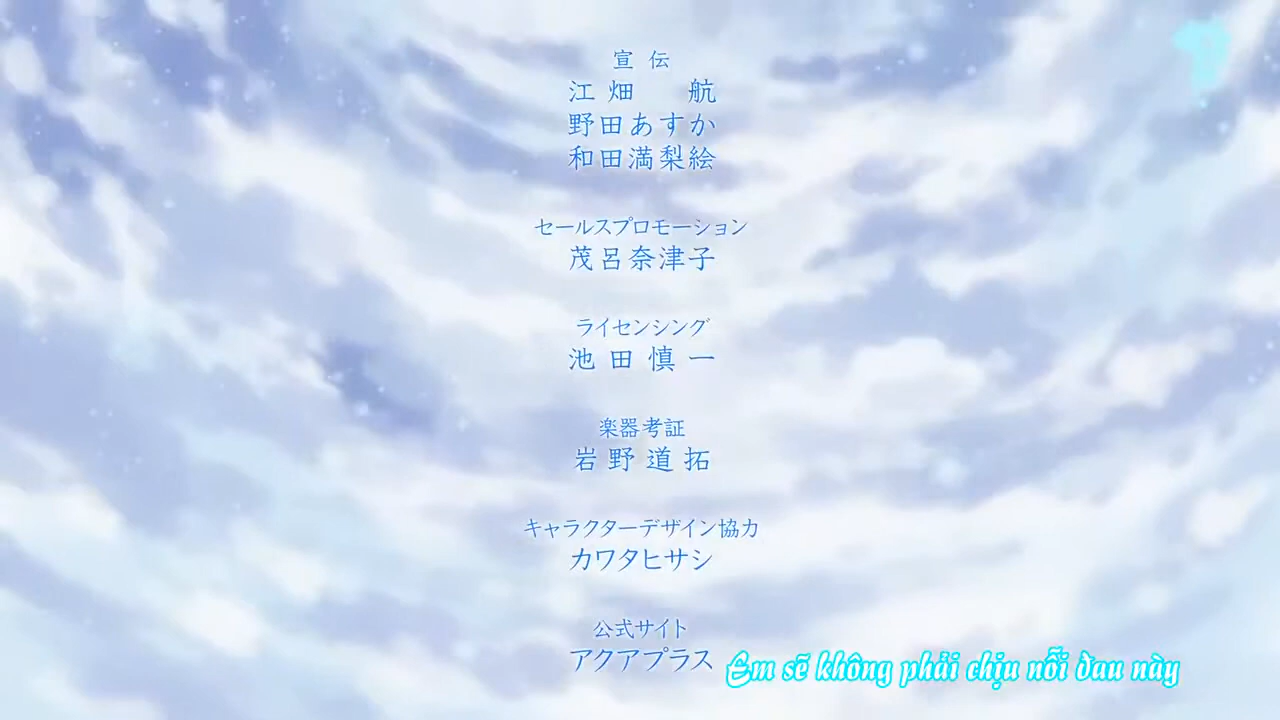 宣伝
江畑 航
野田あすか
和田満梨絵
セールスプロモーション
茂呂奈津子
ライセンシング
池田慎一
楽器考証
岩野道拓
キャラクターデザイン協力
カワタヒサシ
公式サイト
アクアプラス
Em sẽ không phải chịu nỗi đau này